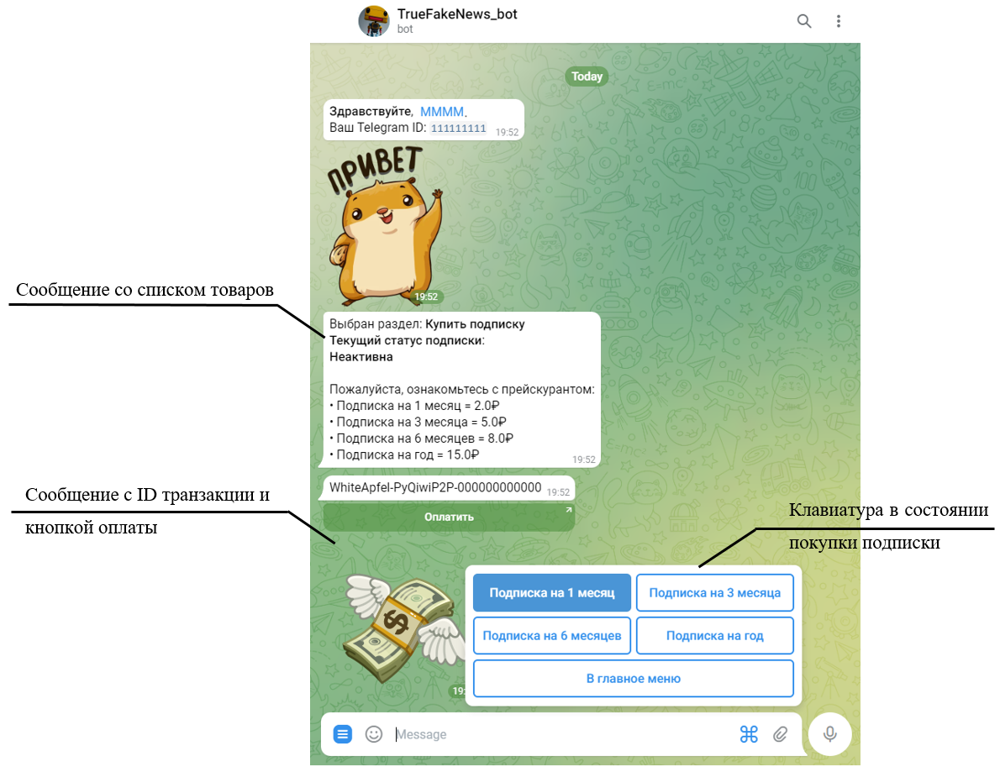 TrueFakeNews_bot
bot
Today
Здравствуйте, ММММ.
Ваш Telegram ID: 111111111 19:52
ПРИВЕТ
19:52
Сообщение со списком товаров
Выбран раздел: Купить подписку
Текущий статус подписки:
Неактивна
Пожалуйста, ознакомьтесь с прейскурантом:
• Подписка на 1 месяц = 2.0₽
• Подписка на 3 месяца = 5.0₽
• Подписка на 6 месяцев = 8.0₽
• Подписка на год = 15.0₽
19:52
WhiteApfel-PyQiwiP2P-000000000000 19:52
Оплатить
Сообщение с ID транзакции и
кнопкой оплаты
Клавиатура в состоянии
покупки подписки
Подписка на 1 месяц
Подписка на 3 месяца
Подписка на 6 месяцев
Подписка на год
В главное меню
19:
Message